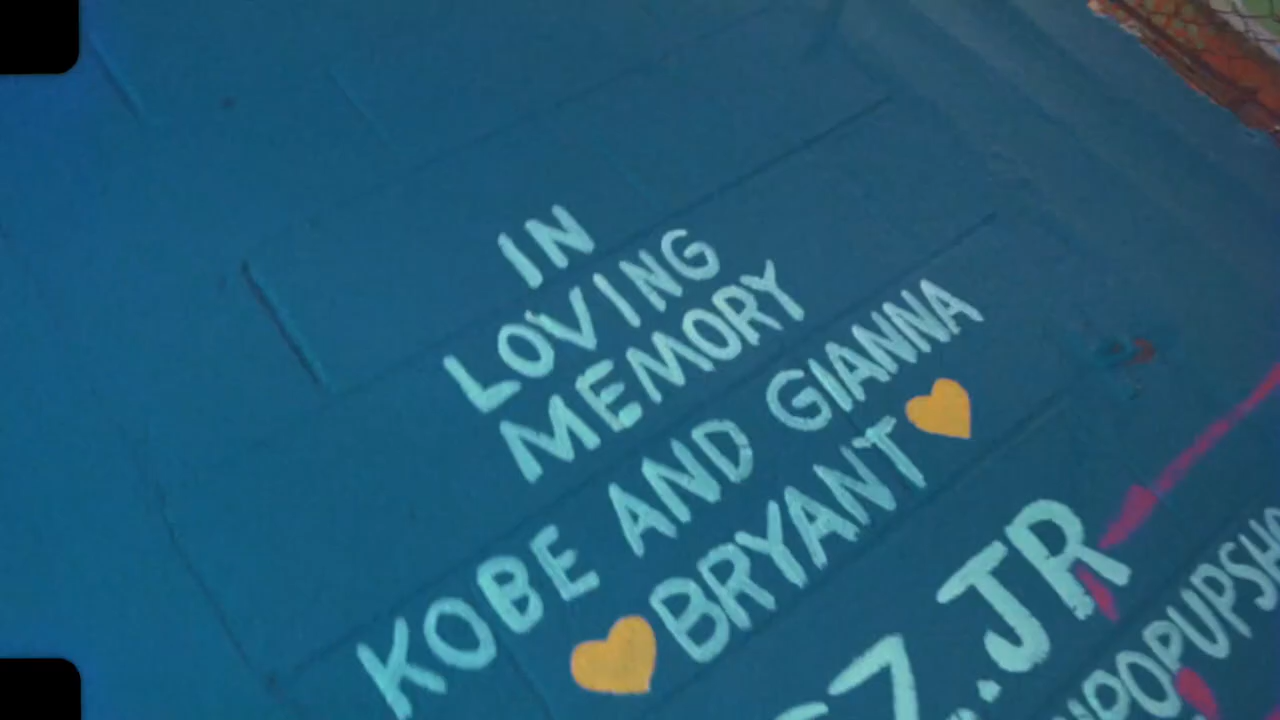 IN
LOVING
MEMORY
KOBE AND GIANNA
BRYANT
Z.JR